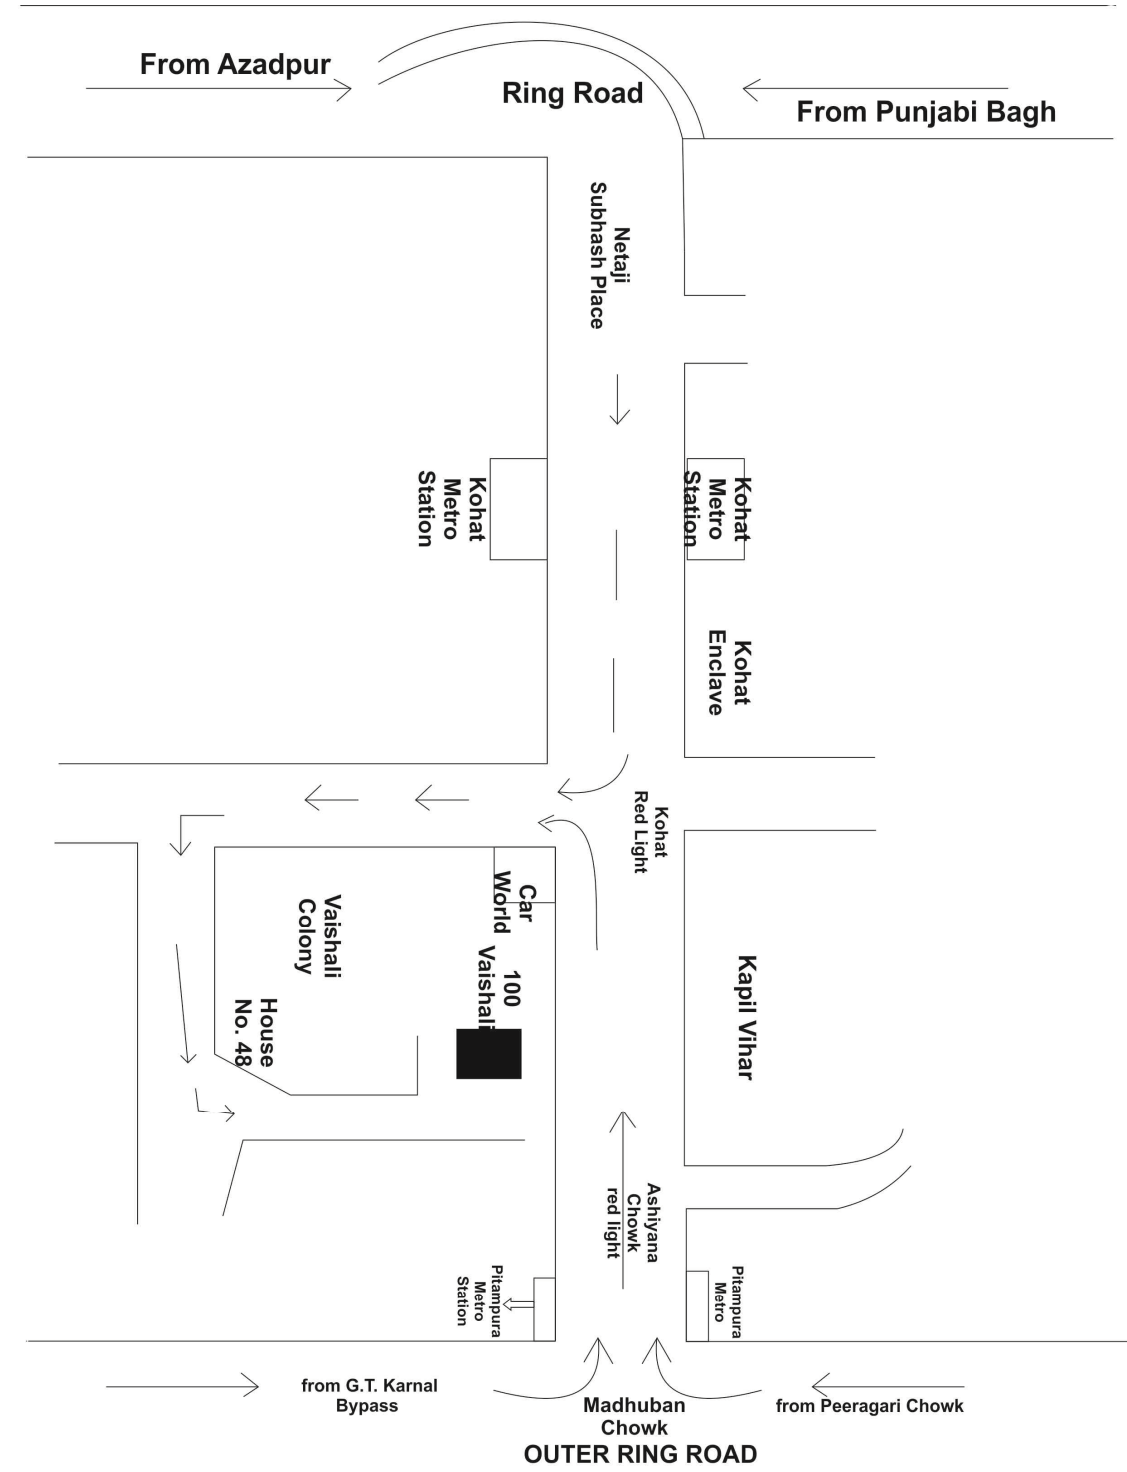 From Azadpur
Ring Road
From Punjabi Bagh
Netaji
Subhash Place
Kohat
Metro
Station
Kohat
Metro
Station
Kohat
Enclave
Kohat
Red Light
Car
World
Vaishali
Colony
100
Vaishali
House
No. 48
Kapil Vihar
Ashiyana
Chowk
red light
Pitampura
Metro
Station
Pitampura
Metro
from G.T. Karnal
Bypass
Madhuban
Chowk
from Peeragari Chowk
OUTER RING ROAD